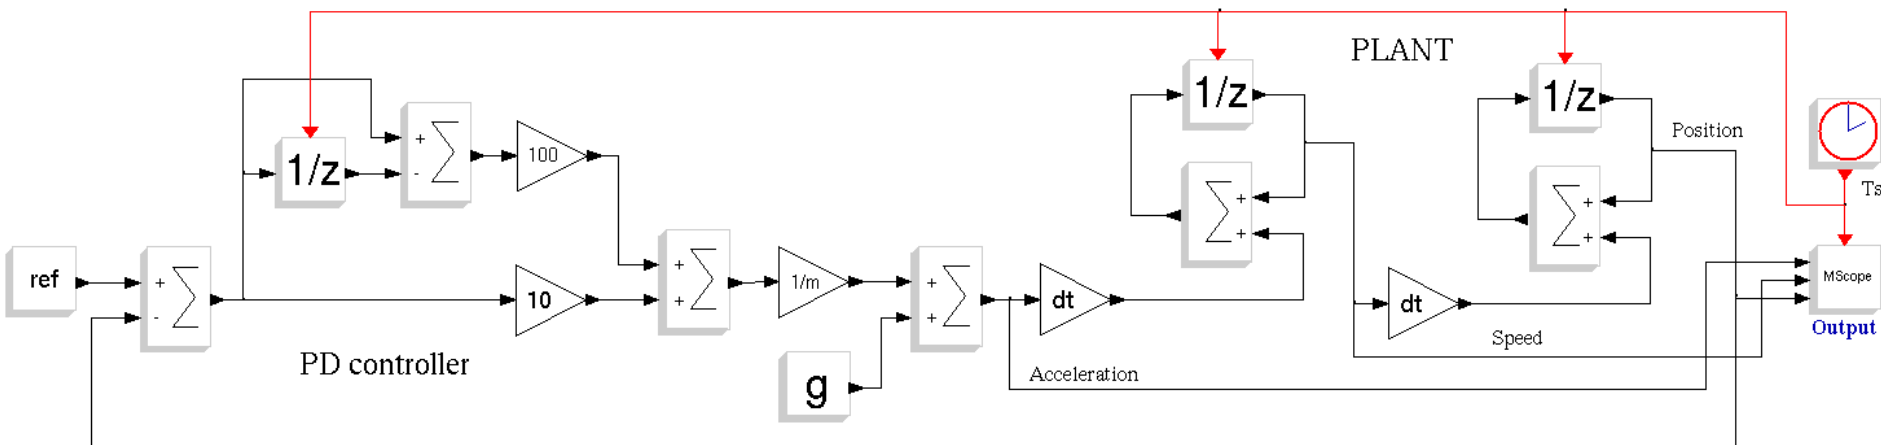 PLANT
1/z
1/z
+
-
100
1/z
Position
+
+
+
+
Ts
ref
+
-
10
+
+
1/m
+
+
dt
dt
MScope
Output
PD controller
g
Acceleration
Speed